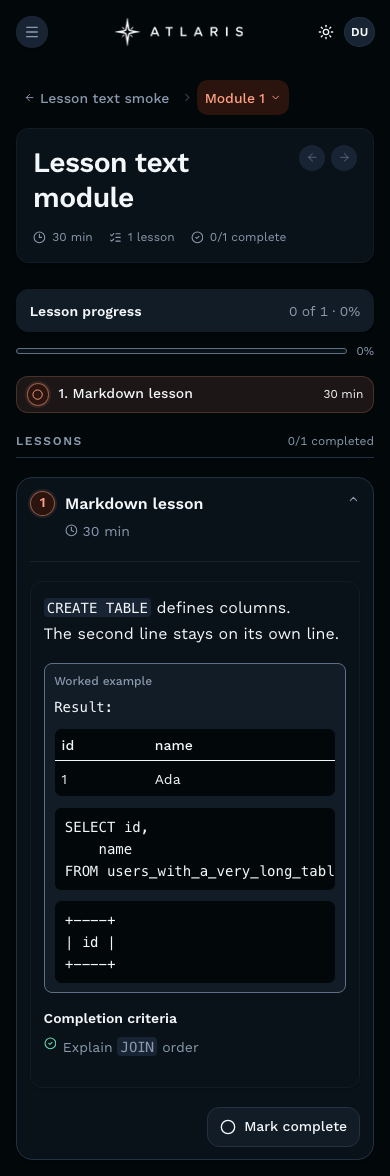 ATLARIS
DU
← Lesson text smoke
Module 1
Lesson text
module
30 min
1 lesson
0/1 complete
Lesson progress
0 of 1 · 0%
0%
1. Markdown lesson
30 min
LESSONS
0/1 completed
1
Markdown lesson
30 min
CREATE TABLE defines columns.
The second line stays on its own line.
Worked example
Result:
id name
1 Ada
SELECT id,
    name
FROM users_with_a_very_long_tabl
+----+
| id |
+----+
Completion criteria
Explain JOIN order
Mark complete